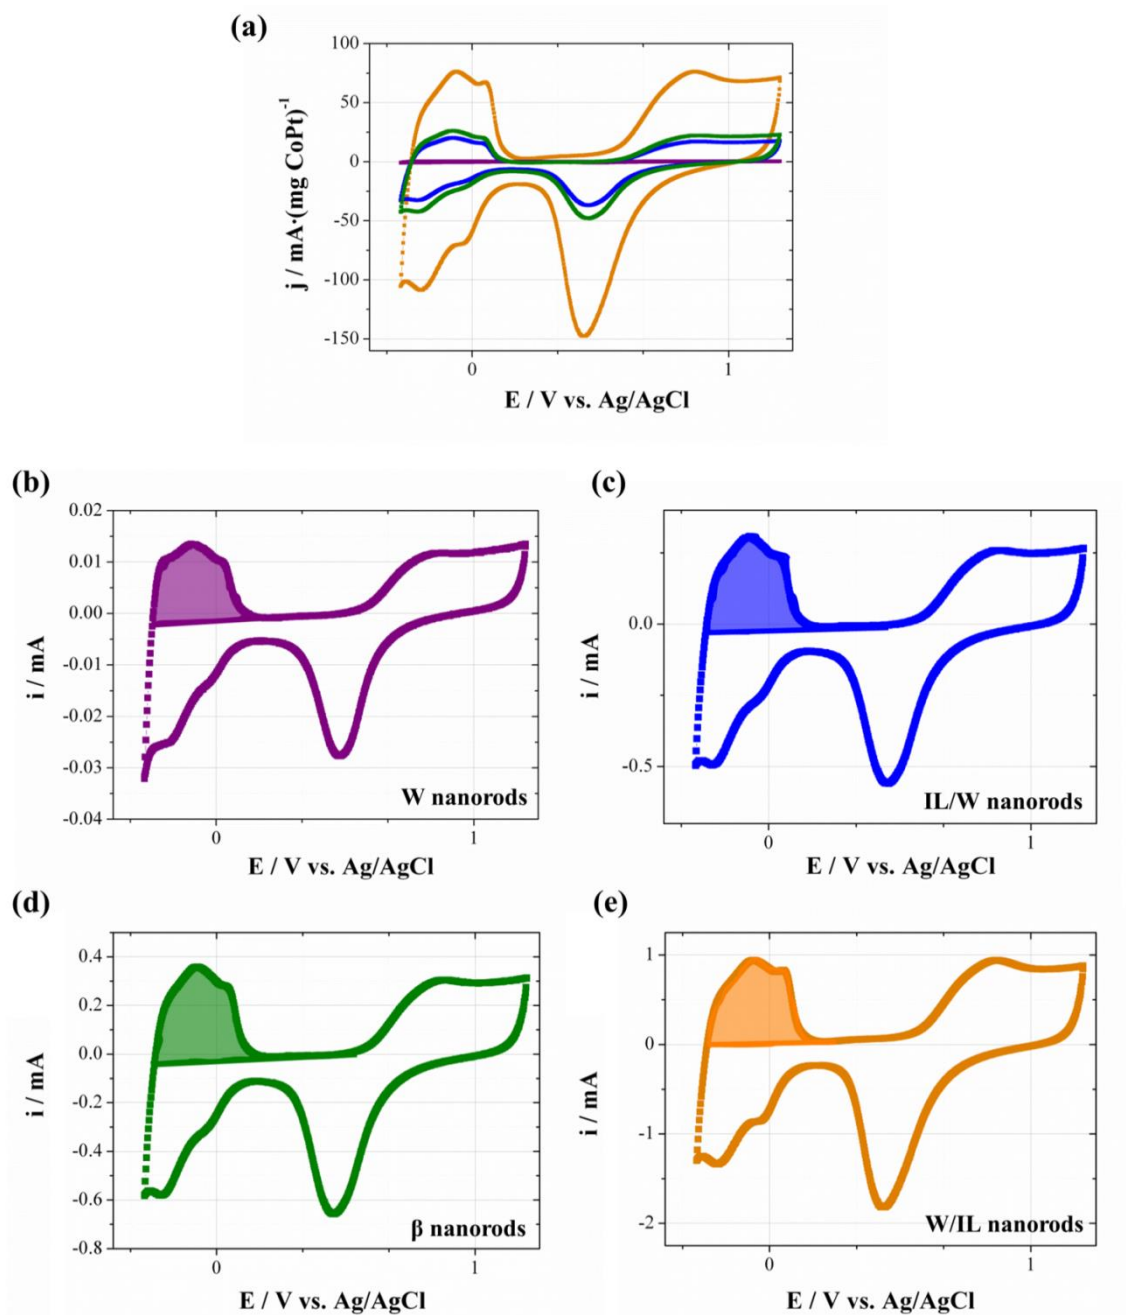 (a)
100
50
0
-50
-100
-150
j / mA·(mg CoPt)⁻¹
0 1
E / V vs. Ag/AgCl
(b)
0.02
0.01
0.00
-0.01
-0.02
-0.03
-0.04
i / mA
W nanorods
0 1
E / V vs. Ag/AgCl
(c)
0.0
-0.5
i / mA
IL/W nanorods
0 1
E / V vs. Ag/AgCl
(d)
0.4
0.2
0.0
-0.2
-0.4
-0.6
-0.8
i / mA
β nanorods
0 1
E / V vs. Ag/AgCl
(e)
1
0
-1
-2
i / mA
W/IL nanorods
0 1
E / V vs. Ag/AgCl